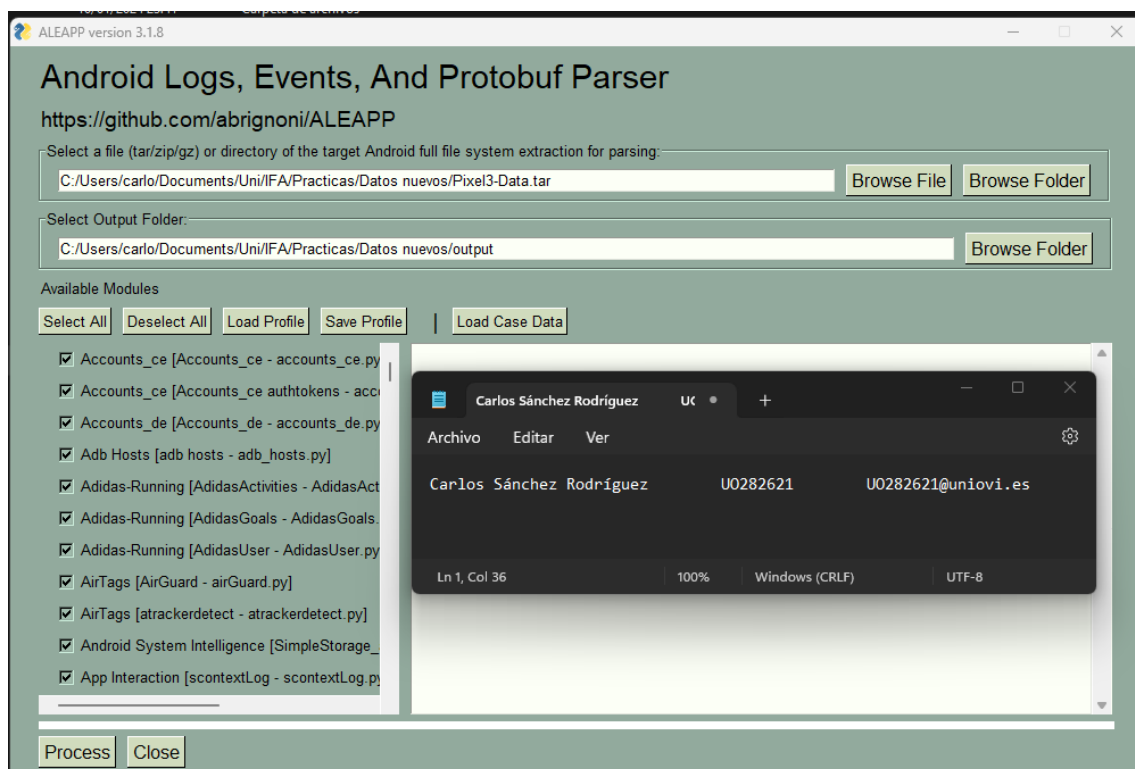 ALEAPP version 3.1.8
Android Logs, Events, And Protobuf Parser
https://github.com/abrignoni/ALEAPP
Select a file (tar/zip/gz) or directory of the target Android full file system extraction for parsing:
C:/Users/carlo/Documents/Uni/IFA/Practicas/Datos nuevos/Pixel3-Data.tar Browse File Browse Folder
Select Output Folder:
C:/Users/carlo/Documents/Uni/IFA/Practicas/Datos nuevos/output Browse Folder
Available Modules
Select All Deselect All Load Profile Save Profile | Load Case Data
Accounts_ce [Accounts_ce - accounts_ce.py
Accounts_ce [Accounts_ce authtokens - acc
Accounts_de [Accounts_de - accounts_de.py
Adb Hosts [adb hosts - adb_hosts.py]
Adidas-Running [AdidasActivities - AdidasAct
Adidas-Running [AdidasGoals - AdidasGoals.
Adidas-Running [AdidasUser - AdidasUser.py
AirTags [AirGuard - airGuard.py]
AirTags [atrackerdetect - atrackerdetect.py]
Android System Intelligence [SimpleStorage_
App Interaction [scontextLog - scontextLog.py
Carlos Sánchez Rodríguez
Archivo Editar Ver
Carlos Sánchez Rodríguez UO282621 UO282621@uniovi.es
Ln 1, Col 36 100% Windows (CRLF) UTF-8
Process Close